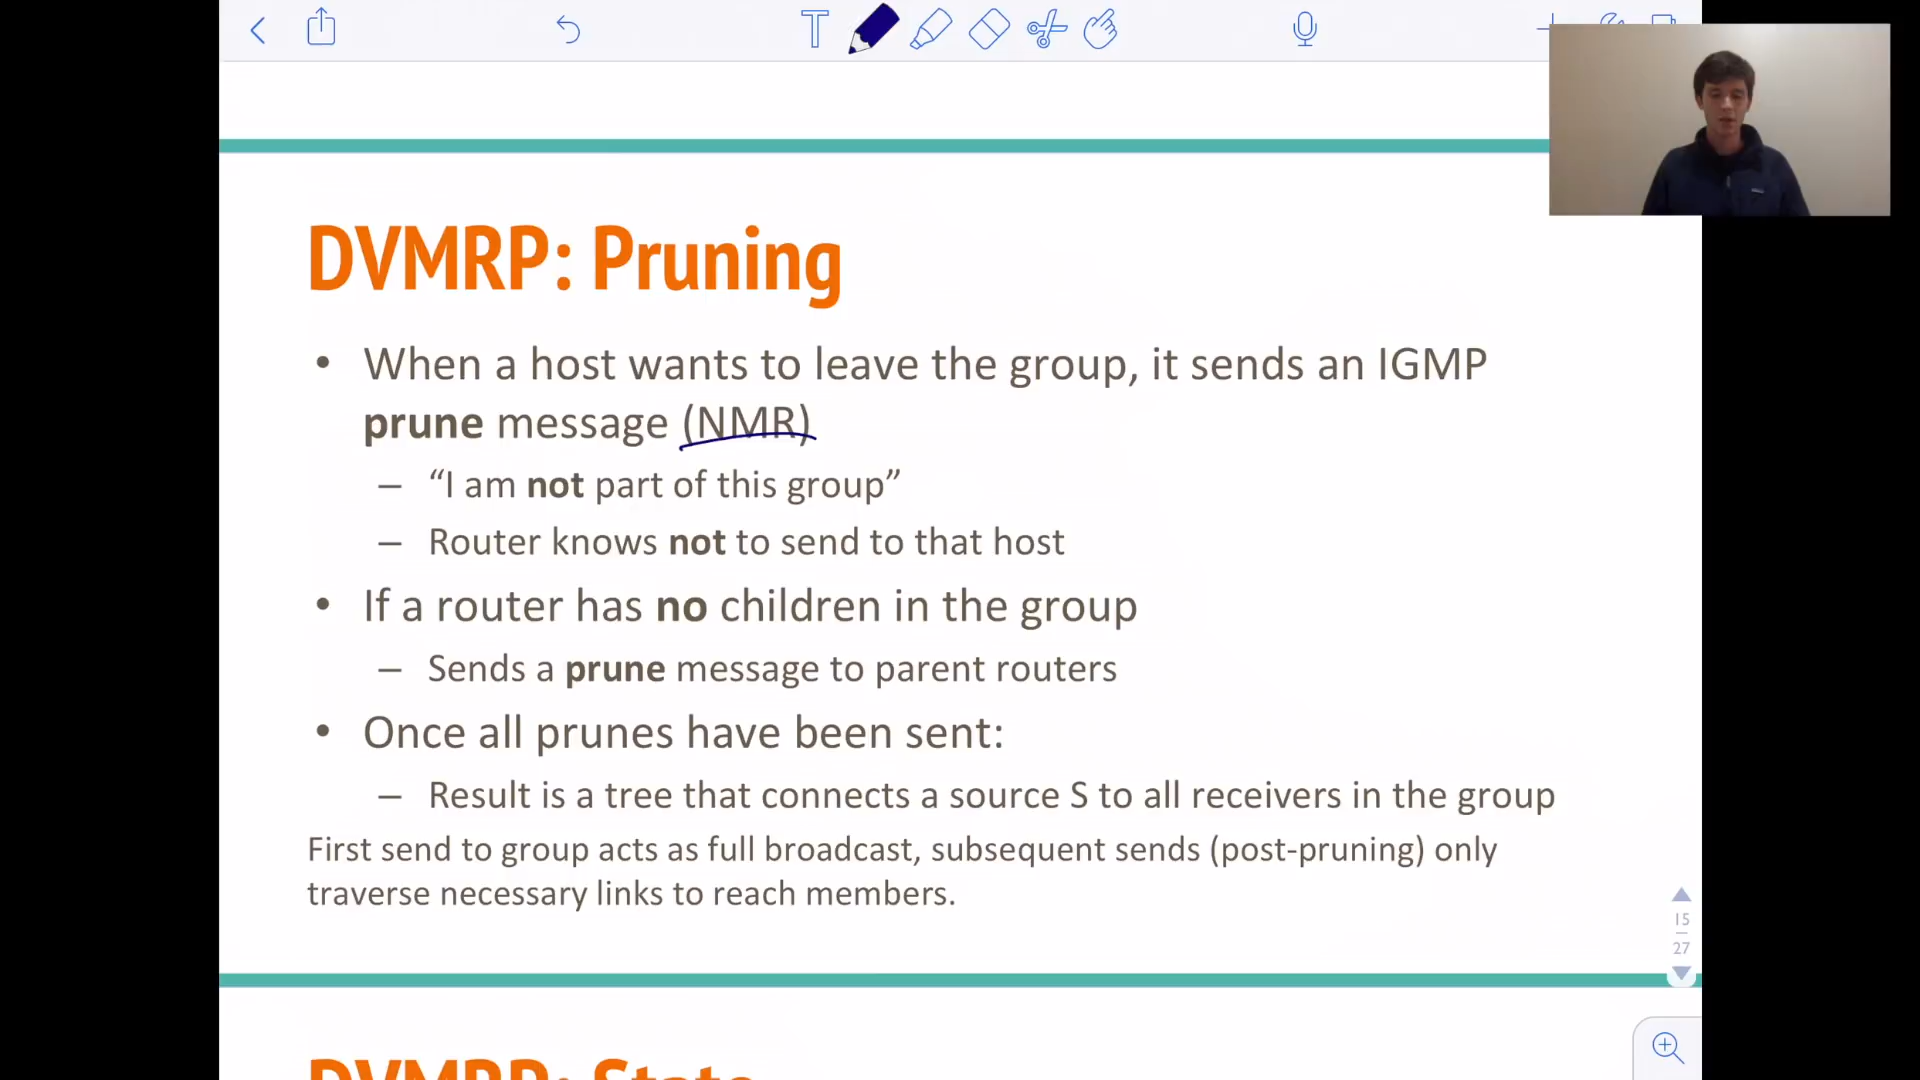 T
DVMRP: Pruning
• When a host wants to leave the group, it sends an IGMP
prune message (NMR)
– “I am not part of this group”
– Router knows not to send to that host
• If a router has no children in the group
– Sends a prune message to parent routers
• Once all prunes have been sent:
– Result is a tree that connects a source S to all receivers in the group
First send to group acts as full broadcast, subsequent sends (post-pruning) only
traverse necessary links to reach members.
15
27
DVMRP: State